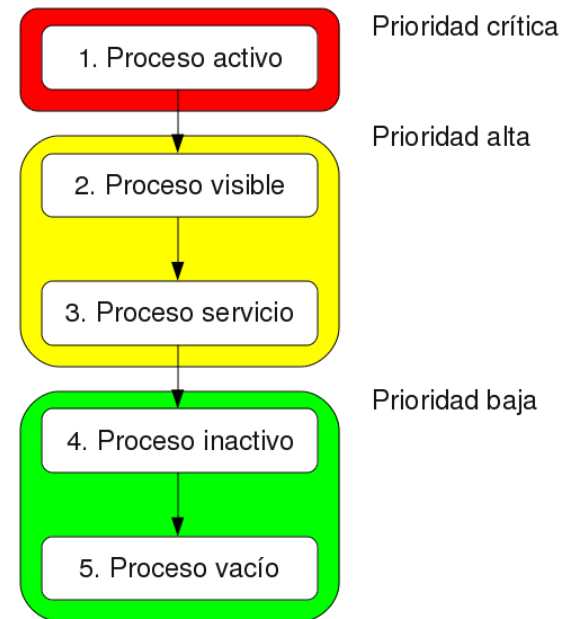 Prioridad crítica
1. Proceso activo
Prioridad alta
2. Proceso visible
3. Proceso servicio
Prioridad baja
4. Proceso inactivo
5. Proceso vacío